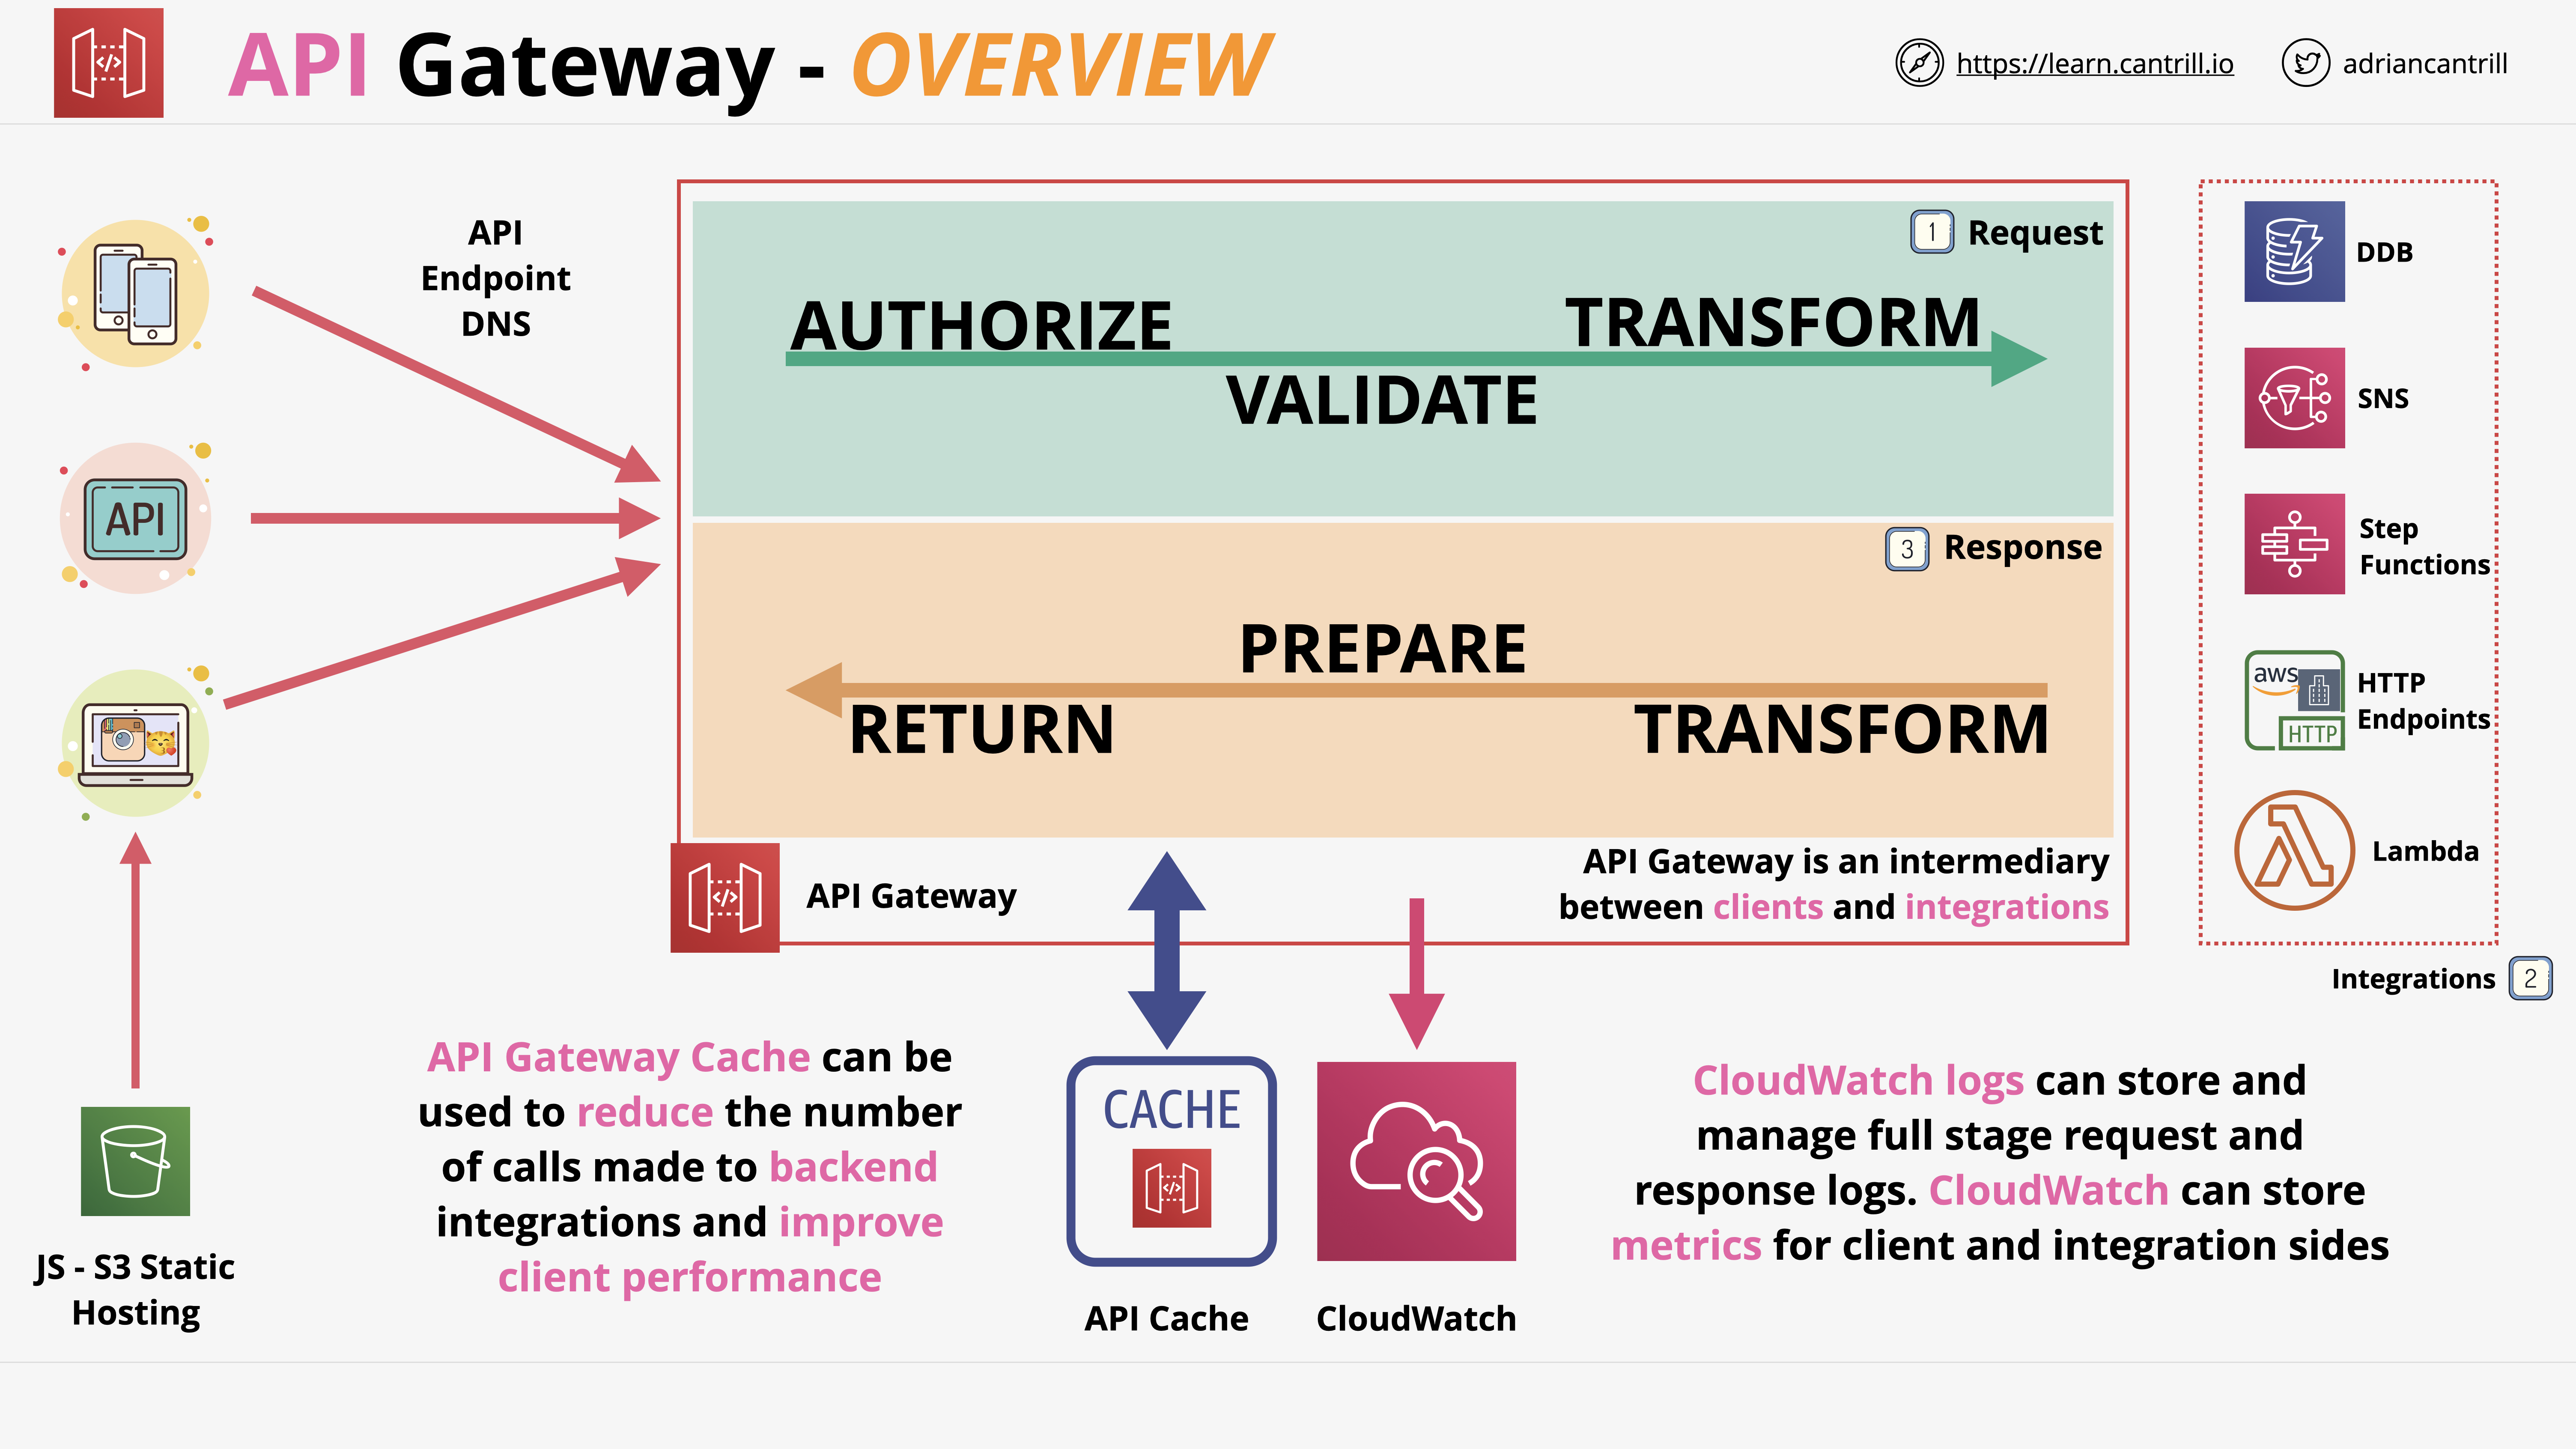 API Gateway - OVERVIEW
https://learn.cantrill.io
adriancantrill
API
Endpoint
DNS
API
1 Request
AUTHORIZE
TRANSFORM
VALIDATE
3 Response
PREPARE
RETURN
TRANSFORM
API Gateway
API Gateway is an intermediary
between clients and integrations
DDB
SNS
Step
Functions
aws
HTTP
HTTP
Endpoints
Lambda
Integrations 2
JS - S3 Static
Hosting
API Gateway Cache can be
used to reduce the number
of calls made to backend
integrations and improve
client performance
CACHE
API Cache
CloudWatch
CloudWatch logs can store and
manage full stage request and
response logs. CloudWatch can store
metrics for client and integration sides